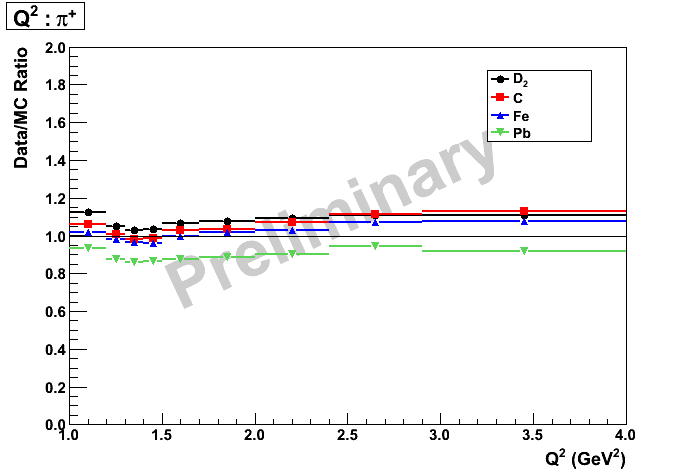 Q² : π⁺
Data/MC Ratio
2.0
1.8
1.6
1.4
1.2
1.0
0.8
0.6
0.4
0.2
0.0
D₂
C
Fe
Pb
Preliminary
1.0 1.5 2.0 2.5 3.0 3.5 4.0
Q² (GeV²)